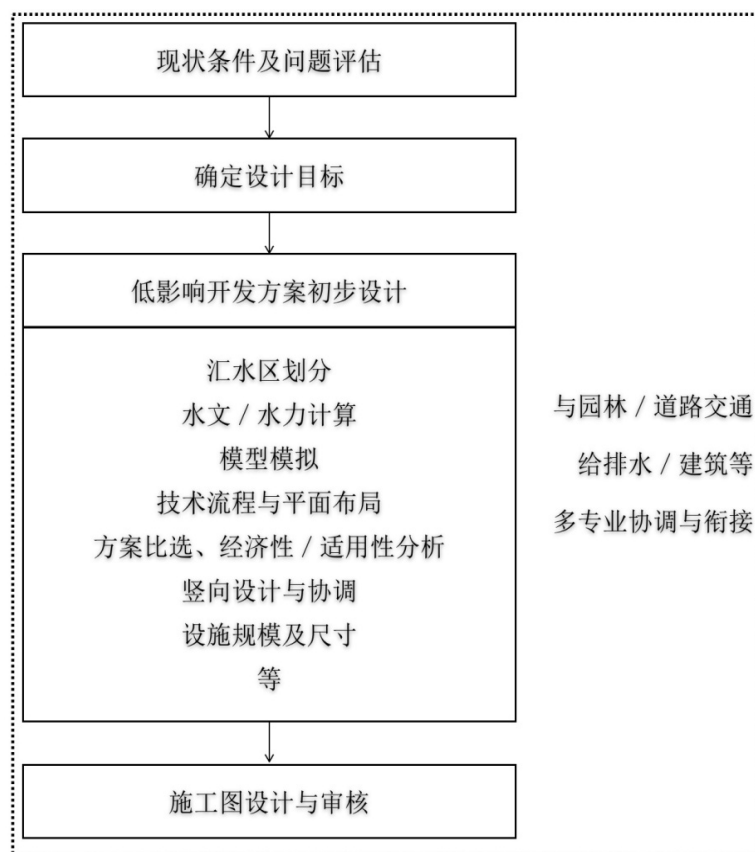 现状条件及问题评估
确定设计目标
低影响开发方案初步设计
汇水区划分
水文 / 水力计算
模型模拟
技术流程与平面布局
方案比选、经济性 / 适用性分析
竖向设计与协调
设施规模及尺寸
等
与园林 / 道路交通
给排水 / 建筑等
多专业协调与衔接
施工图设计与审核